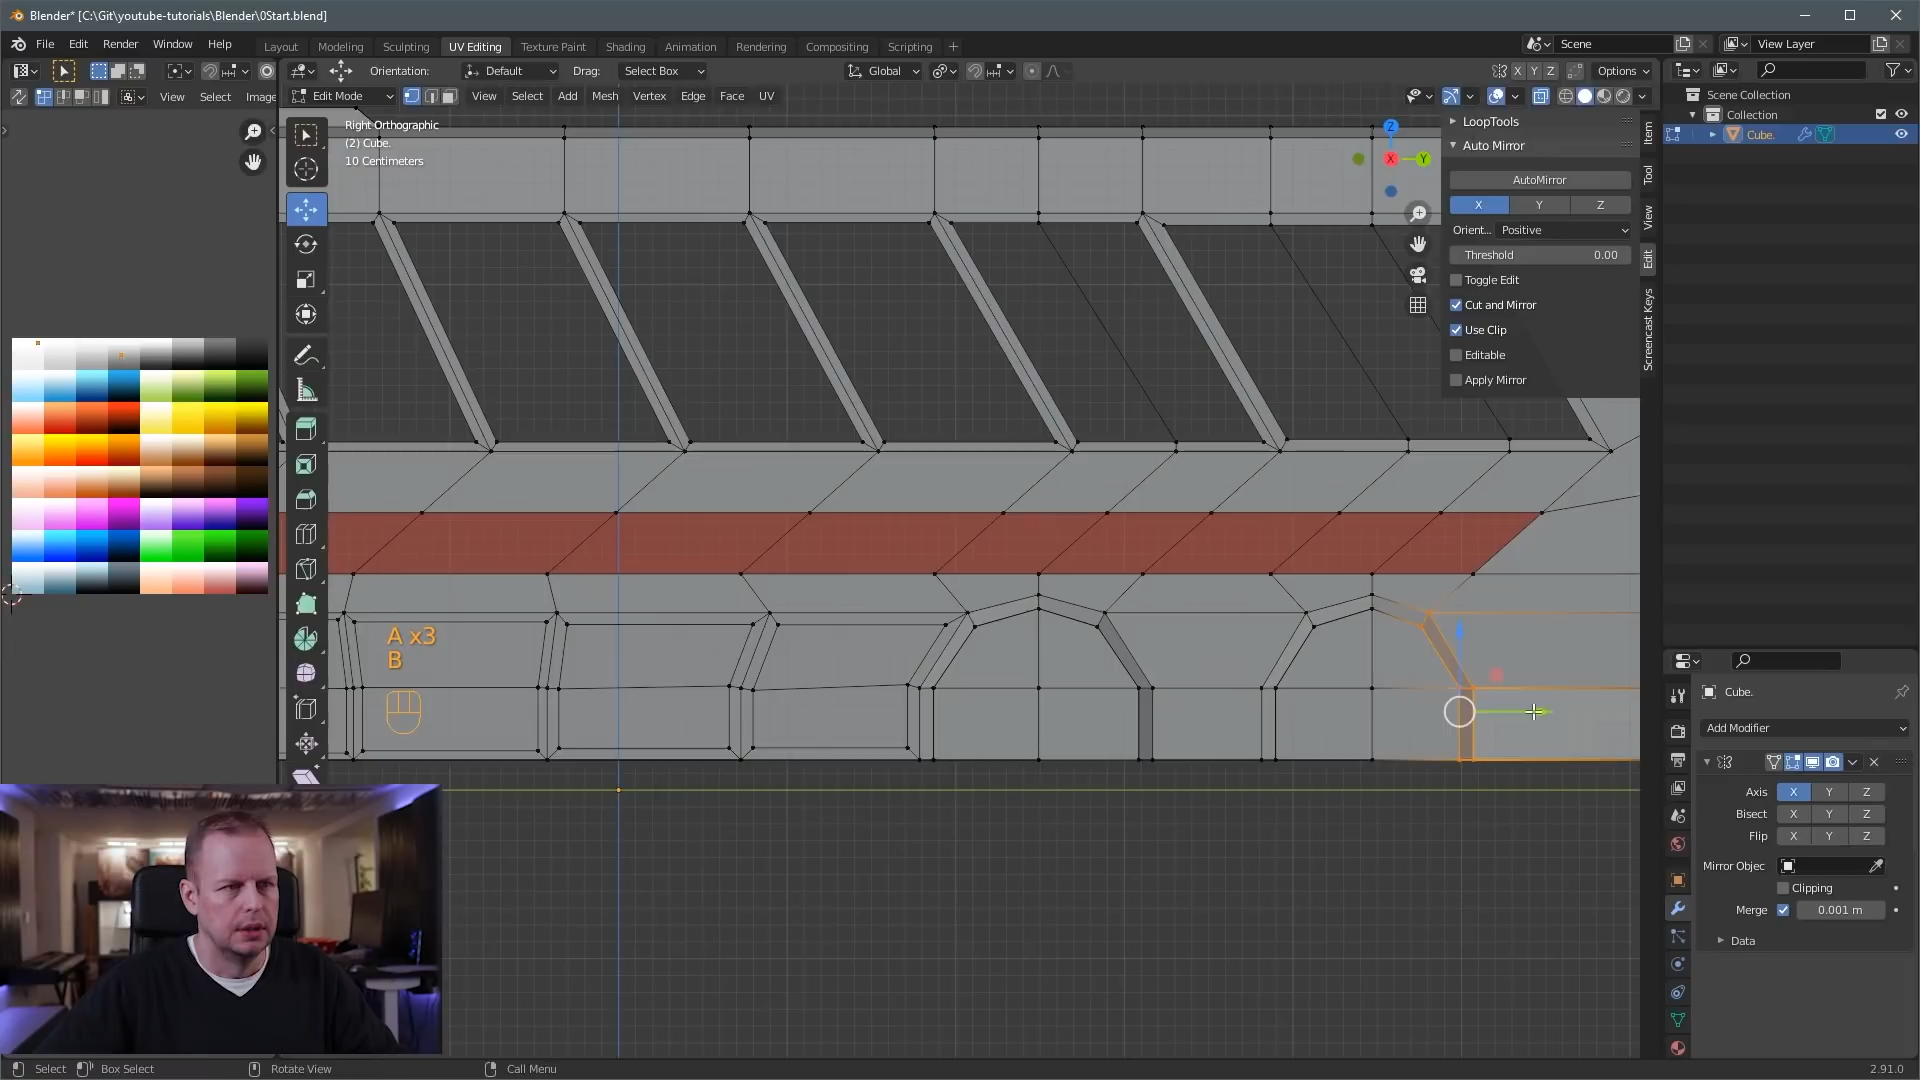 Blender* [C:\Git\youtube-tutorials\Blender\0Start.blend]
File Edit Render Window Help
Layout Modeling Sculpting UV Editing Texture Paint Shading Animation Rendering Compositing Scripting +
Scene
View Layer
Orientation: Default Drag: Select Box
Global
X Y Z Options
View Select Image
Edit Mode View Select Add Mesh Vertex Edge Face UV
Right Orthographic
(2) Cube.
10 Centimeters
Z
X
Y
LoopTools
Auto Mirror
AutoMirror
X Y Z
Orient... Positive
Threshold 0.00
Toggle Edit
Cut and Mirror
Use Clip
Editable
Apply Mirror
Item
Tool
View
Edit
Screencast Keys
Scene Collection
Collection
Cube.
A x3
B
Cube.
Add Modifier
Axis X Y Z
Bisect X Y Z
Flip X Y Z
Mirror Objec
Clipping
Merge 0.001 m
Data
Select Box Select Rotate View Call Menu
2.91.0